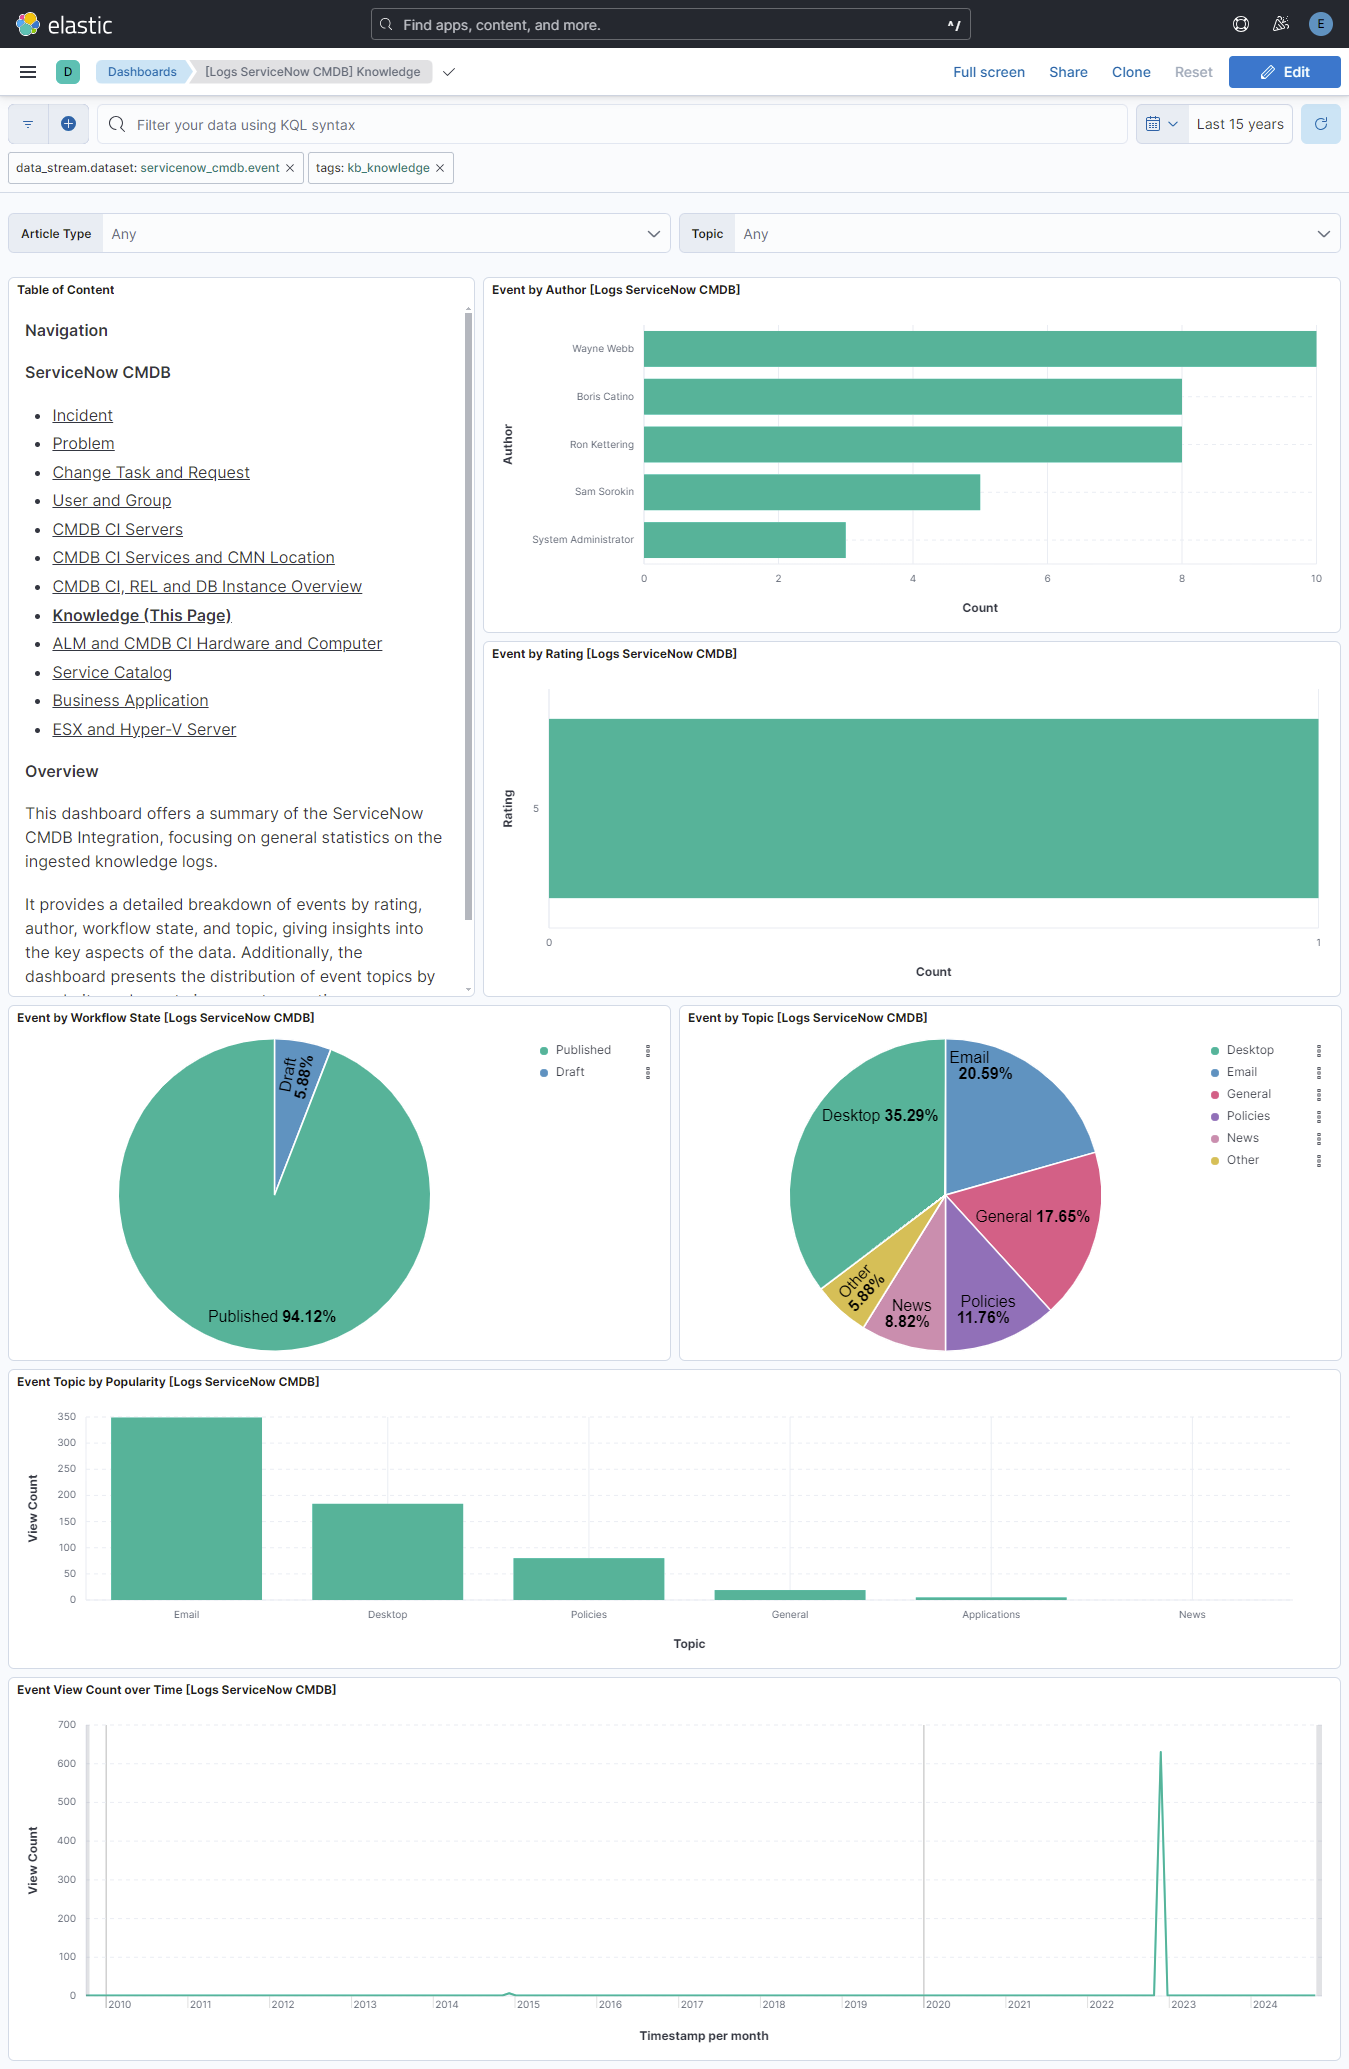 elastic
Find apps, content, and more.
^/
E
D
Dashboards
[Logs ServiceNow CMDB] Knowledge
Full screen
Share
Clone
Reset
Edit
Filter your data using KQL syntax
Last 15 years
data_stream.dataset: servicenow_cmdb.event
tags: kb_knowledge
Article Type
Any
Topic
Any
Table of Content
Navigation
ServiceNow CMDB
Incident
Problem
Change Task and Request
User and Group
CMDB CI Servers
CMDB CI Services and CMN Location
CMDB CI, REL and DB Instance Overview
Knowledge (This Page)
ALM and CMDB CI Hardware and Computer
Service Catalog
Business Application
ESX and Hyper-V Server
Overview
This dashboard offers a summary of the ServiceNow
CMDB Integration, focusing on general statistics on the
ingested knowledge logs.
It provides a detailed breakdown of events by rating,
author, workflow state, and topic, giving insights into
the key aspects of the data. Additionally, the
dashboard presents the distribution of event topics by
Event by Author [Logs ServiceNow CMDB]
Author
Wayne Webb
Boris Catino
Ron Kettering
Sam Sorokin
System Administrator
0
2
4
6
8
10
Count
Event by Rating [Logs ServiceNow CMDB]
Rating
5
0
1
Count
Event by Workflow State [Logs ServiceNow CMDB]
Draft
5.88%
Published 94.12%
Published
Draft
Event by Topic [Logs ServiceNow CMDB]
Email
20.59%
Desktop 35.29%
General 17.65%
Other
5.88%
News
8.82%
Policies
11.76%
Desktop
Email
General
Policies
News
Other
Event Topic by Popularity [Logs ServiceNow CMDB]
View Count
350
300
250
200
150
100
50
0
Email
Desktop
Policies
General
Applications
News
Topic
Event View Count over Time [Logs ServiceNow CMDB]
View Count
700
600
500
400
300
200
100
0
2010
2011
2012
2013
2014
2015
2016
2017
2018
2019
2020
2021
2022
2023
2024
Timestamp per month